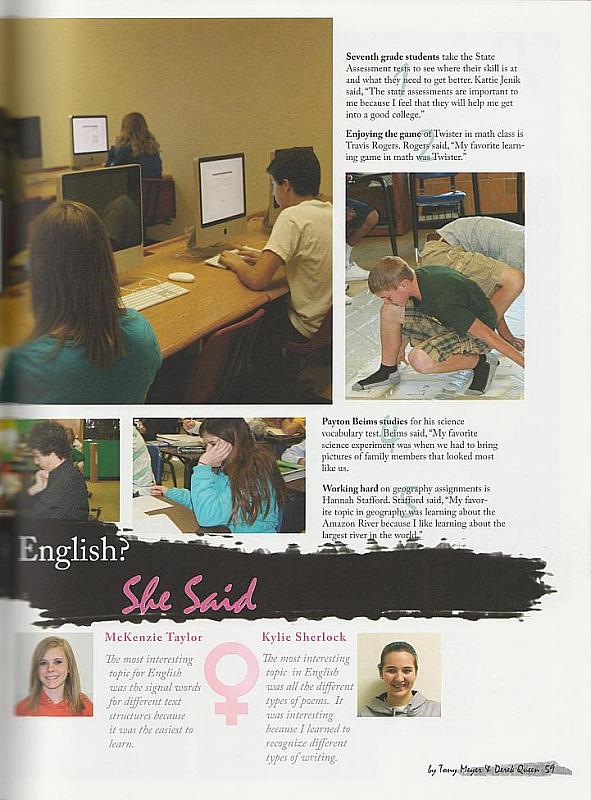 Seventh grade students take the State
Assessment tests to see where their skill is at
and what they need to get better. Kattie Jenik
said, “The state assessments are important to
me because I feel that they will help me get
into a good college.”
1
Enjoying the game of Twister in math class is
Travis Rogers. Rogers said, “My favorite learn-
ing game in math was Twister.”
2
2.
Payton Beims studies for his science
vocabulary test. Beims said, “My favorite
science experiment was when we had to bring
pictures of family members that looked most
like us.
Working hard on geography assignments is
Hannah Stafford. Stafford said, “My favor-
ite topic in geography was learning about the
Amazon River because I like learning about the
largest river in the world.”
5
English?
She Said
McKenzie Taylor
The most interesting
topic for English
was the signal words
for different text
structures because
it was the easiest to
learn.
Kylie Sherlock
The most interesting
topic in English
was all the different
types of poems. It
was interesting
because I learned to
recognize different
types of writing.
by Tony Meyer & Derek Queen 59